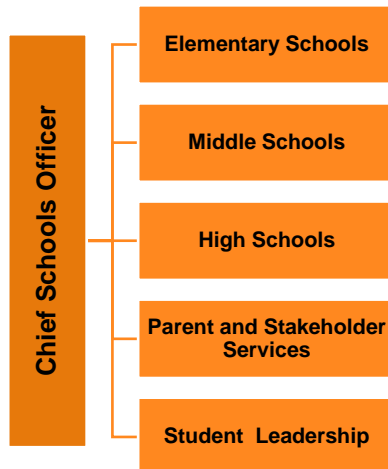 Chief Schools Officer
Elementary Schools
Middle Schools
High Schools
Parent and Stakeholder
Services
Student Leadership